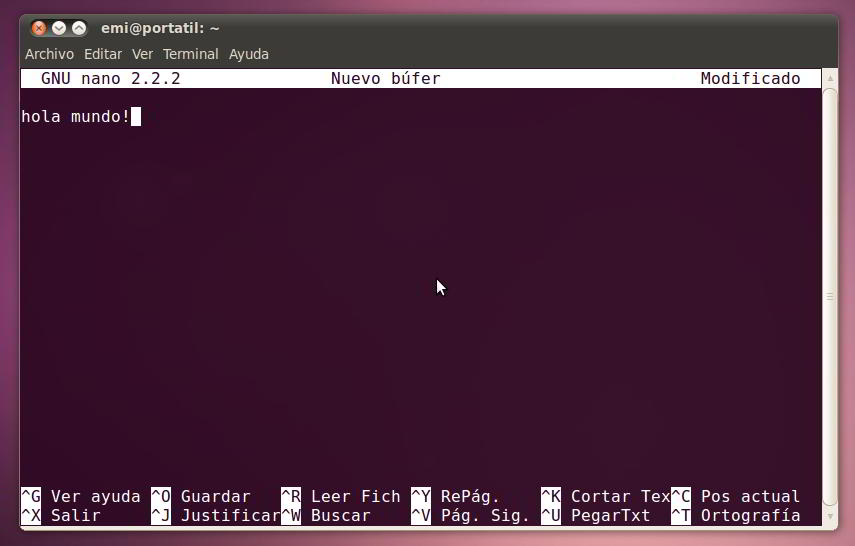 emi@portatil: ~
Archivo Editar Ver Terminal Ayuda
GNU nano 2.2.2 Nuevo búfer Modificado
hola mundo!
^G Ver ayuda ^O Guardar ^R Leer Fich ^Y RePág. ^K Cortar Tex^C Pos actual
^X Salir ^J Justificar^W Buscar ^V Pág. Sig. ^U PegarTxt ^T Ortografía